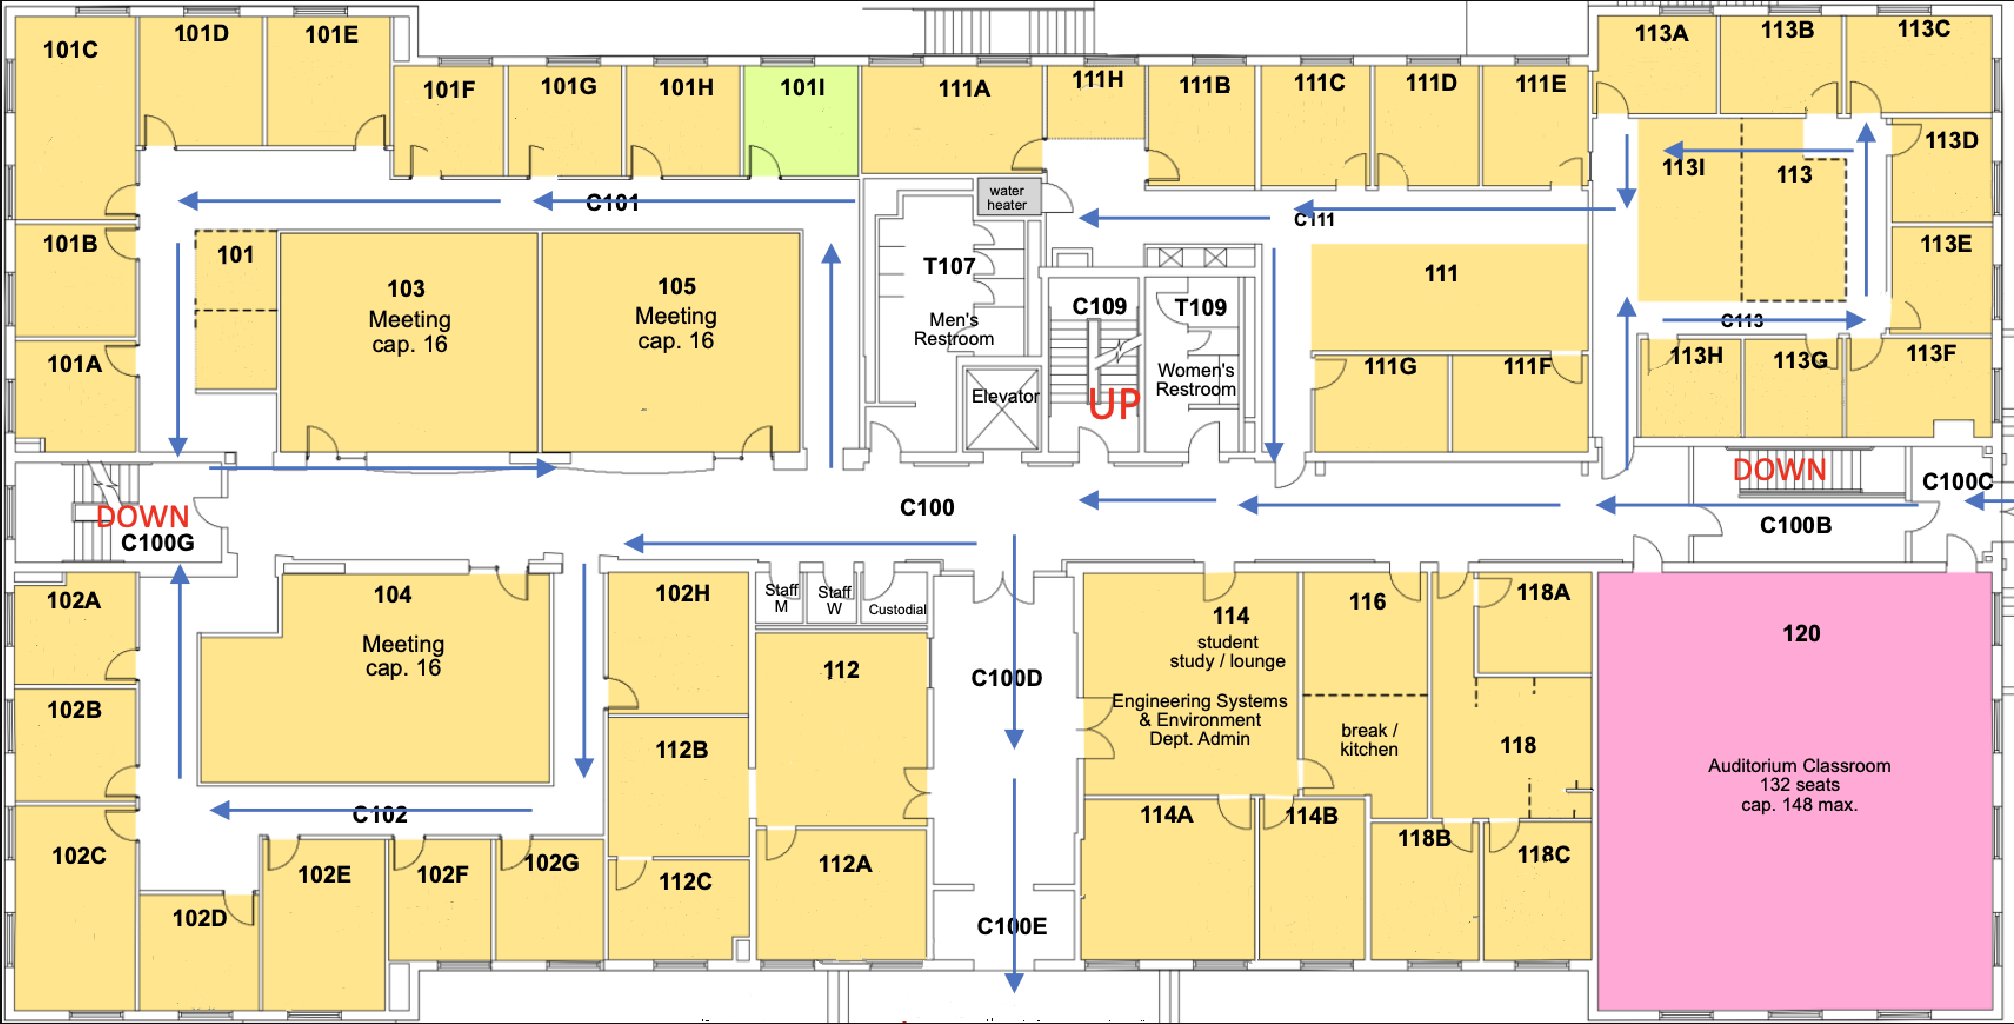 101C
101D
101E
101F
101G
101H
101I
111A
111H
111B
111C
111D
111E
113A
113B
113C
113D
113E
113I
113
C101
water
heater
C111
101B
101
103
Meeting
cap. 16
105
Meeting
cap. 16
T107
Men's
Restroom
C109
T109
Women's
Restroom
UP
Elevator
111
111G
111F
C113
113H
113G
113F
101A
DOWN
C100G
C100
DOWN
C100B
C100C
102A
104
Meeting
cap. 16
102H
Staff
M
Staff
W
Custodial
114
student
study / lounge
Engineering Systems
& Environment
Dept. Admin
116
break /
kitchen
118A
118
120
Auditorium Classroom
132 seats
cap. 148 max.
102B
112B
112
C100D
C102
102C
102D
102E
102F
102G
112C
112A
C100E
114A
114B
118B
118C